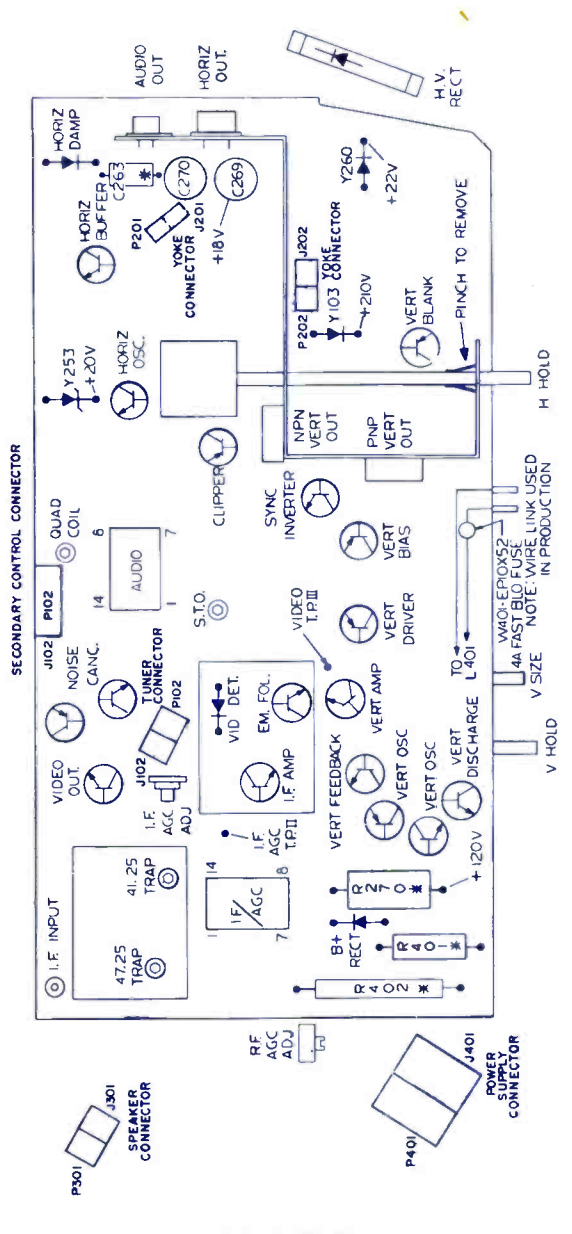 SECONDARY CONTROL CONNECTOR
P301
J301
SPEAKER
CONNECTOR
P401
J401
POWER
SUPPLY
CONNECTOR
R.F.
AGC
ADJ
I.F. INPUT
47.25
TRAP
41.25
TRAP
VIDEO
OUT.
NOISE
CANC.
J102
P102
QUAD
COIL
TUNER
CONNECTOR
J102
P102
I.F.
AGC
ADJ
14
8
AUDIO
1
7
S.T.O.
1
14
IF/
AGC
7
8
I.F.
AGC
T.P.II
VID DET.
EM. FOL.
I.F. AMP
VIDEO
T.P.III
Y253
+20V
HORIZ
OSC.
CLIPPER
HORIZ
BUFFER
HORIZ
DAMP
C263
*
C270
C269
P201
J201
YOKE
CONNECTOR
+18V
AUDIO
OUT
HORIZ
OUT.
H.V.
RECT
Y260
+22V
P202
J202
YOKE
CONNECTOR
Y103
+210V
VERT
BLANK
PINCH TO REMOVE
H HOLD
NPN
VERT
OUT
PNP
VERT
OUT
SYNC
INVERTER
VERT
BIAS
VERT
DRIVER
VERT AMP
VERT FEEDBACK
VERT OSC
VERT OSC
VERT
DISCHARGE
B+
RECT
R270*
R401*
R402*
+120V
TO
L401
W401-EP10X52
4A FAST BLO FUSE
NOTE: WIRE LINK USED
IN PRODUCTION
V SIZE
V HOLD